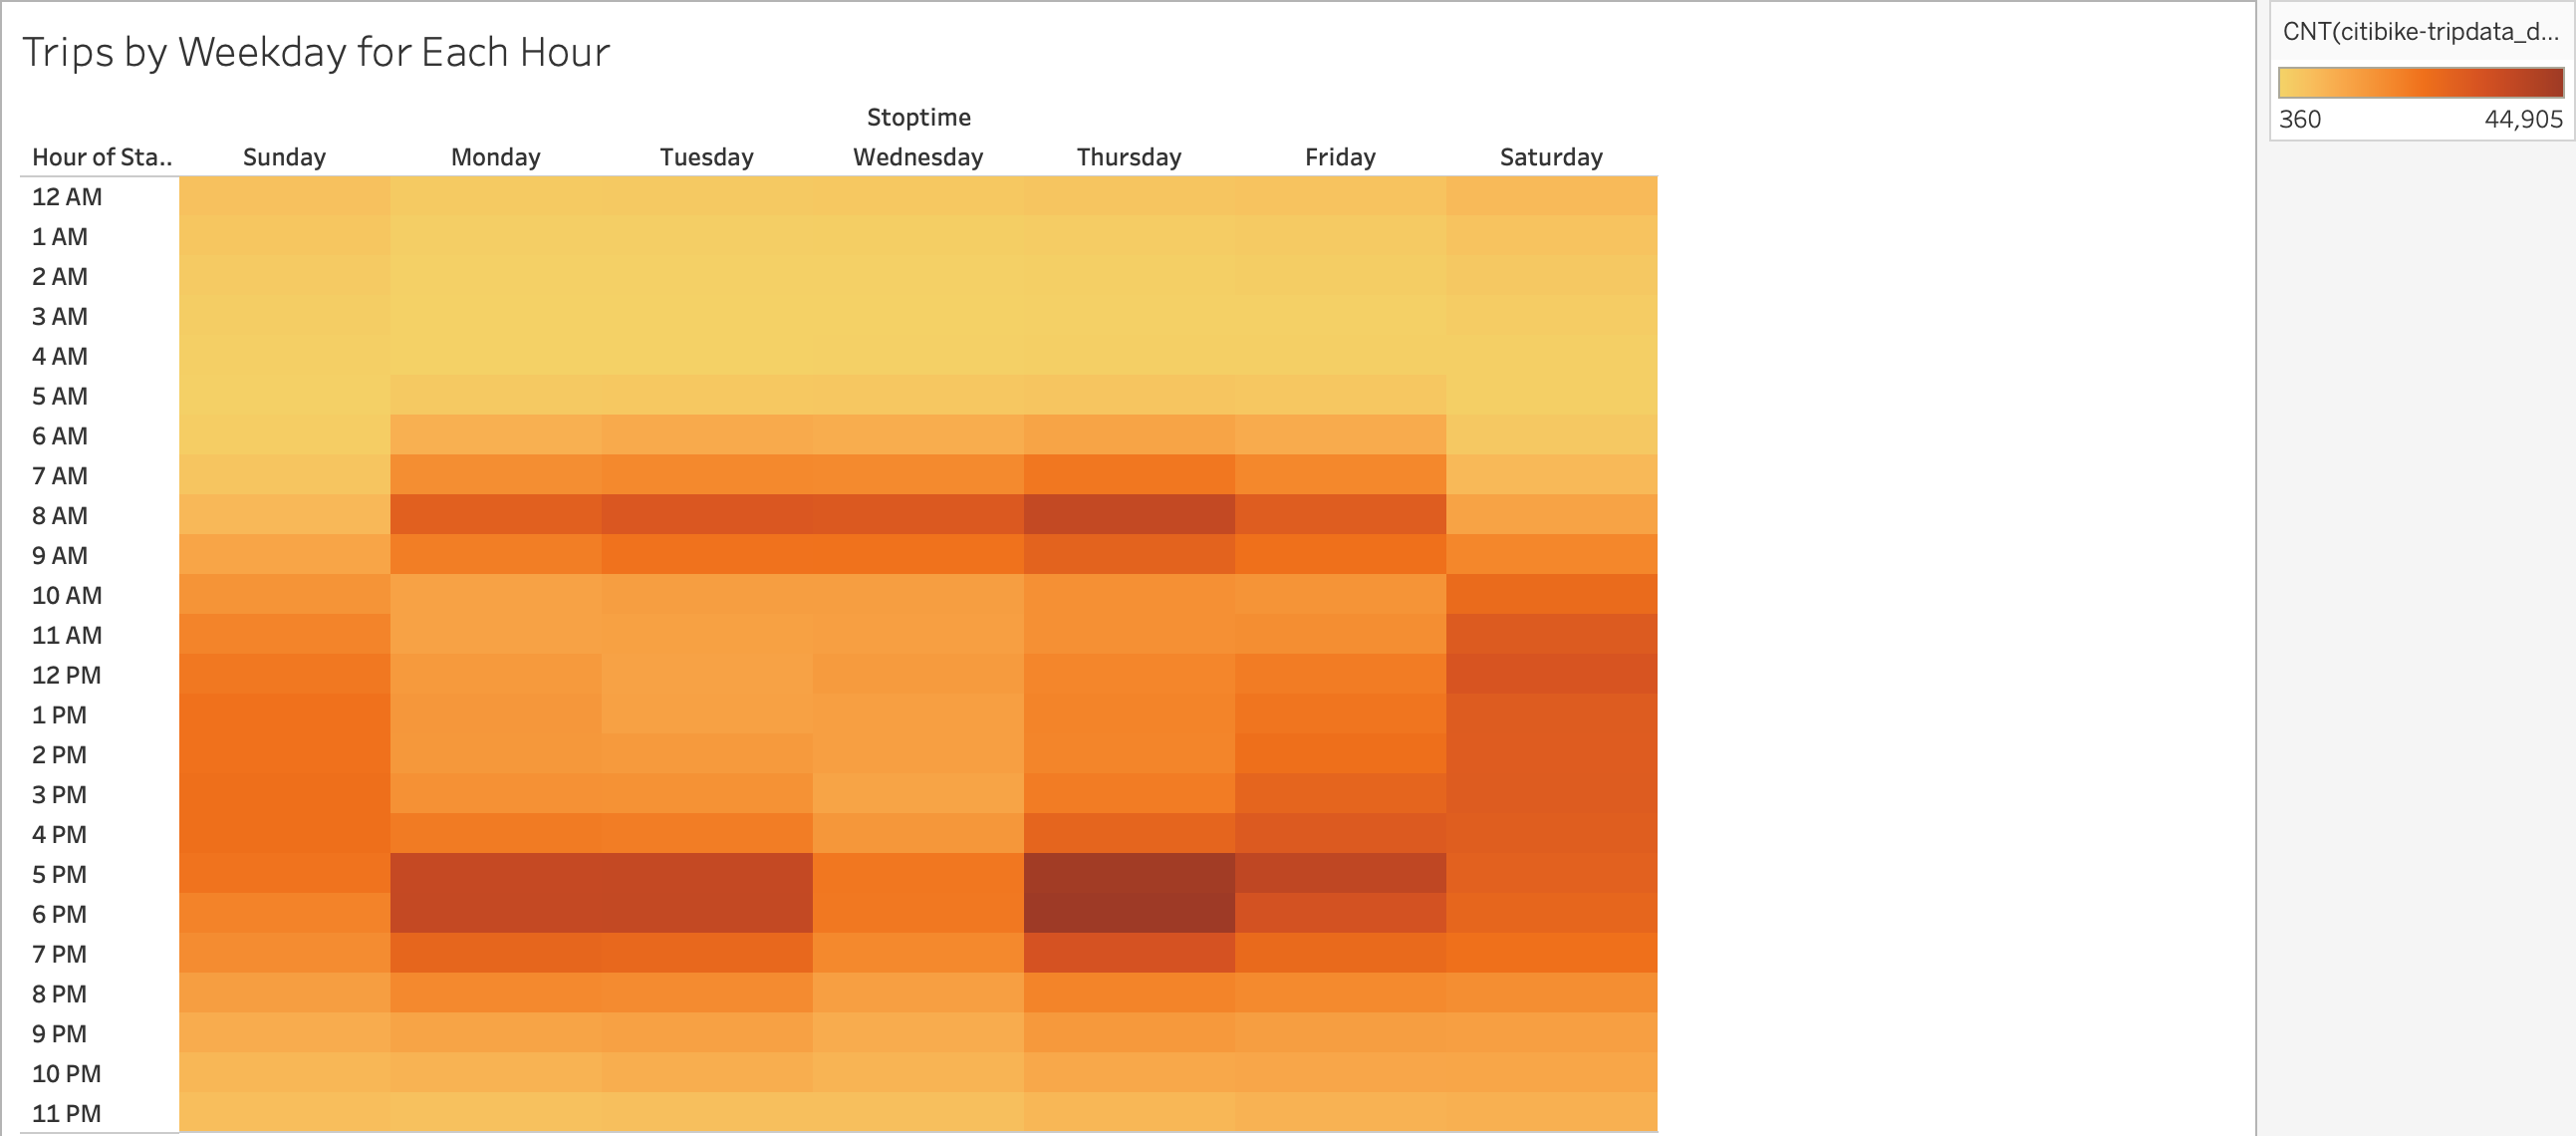 Trips by Weekday for Each Hour
CNT(citibike-tripdata_d...
360 44,905
Stoptime
Hour of Sta.. Sunday Monday Tuesday Wednesday Thursday Friday Saturday
12 AM
1 AM
2 AM
3 AM
4 AM
5 AM
6 AM
7 AM
8 AM
9 AM
10 AM
11 AM
12 PM
1 PM
2 PM
3 PM
4 PM
5 PM
6 PM
7 PM
8 PM
9 PM
10 PM
11 PM